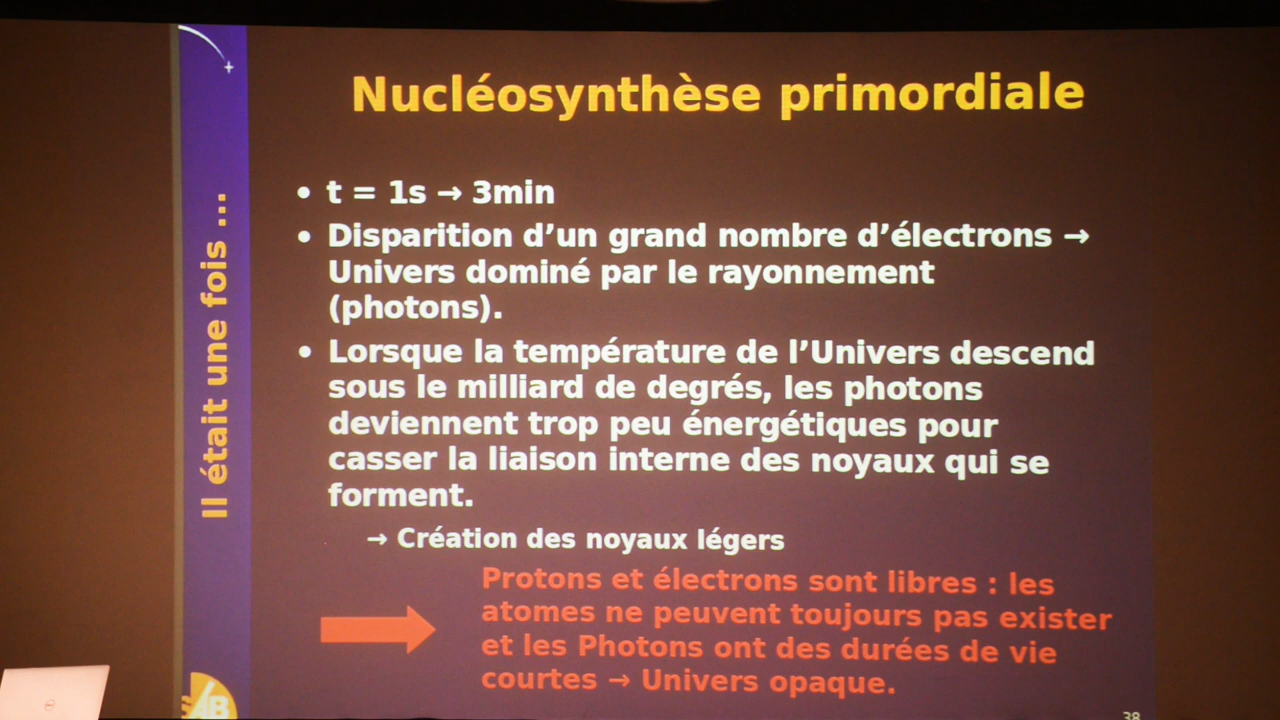 Nucléosynthèse primordiale
• t = 1s → 3min
• Disparition d’un grand nombre d’électrons →
Univers dominé par le rayonnement
(photons).
• Lorsque la température de l’Univers descend
sous le milliard de degrés, les photons
deviennent trop peu énergétiques pour
casser la liaison interne des noyaux qui se
forment.
→ Création des noyaux légers
Protons et électrons sont libres : les
atomes ne peuvent toujours pas exister
et les Photons ont des durées de vie
courtes → Univers opaque.
Il était une fois ...
38